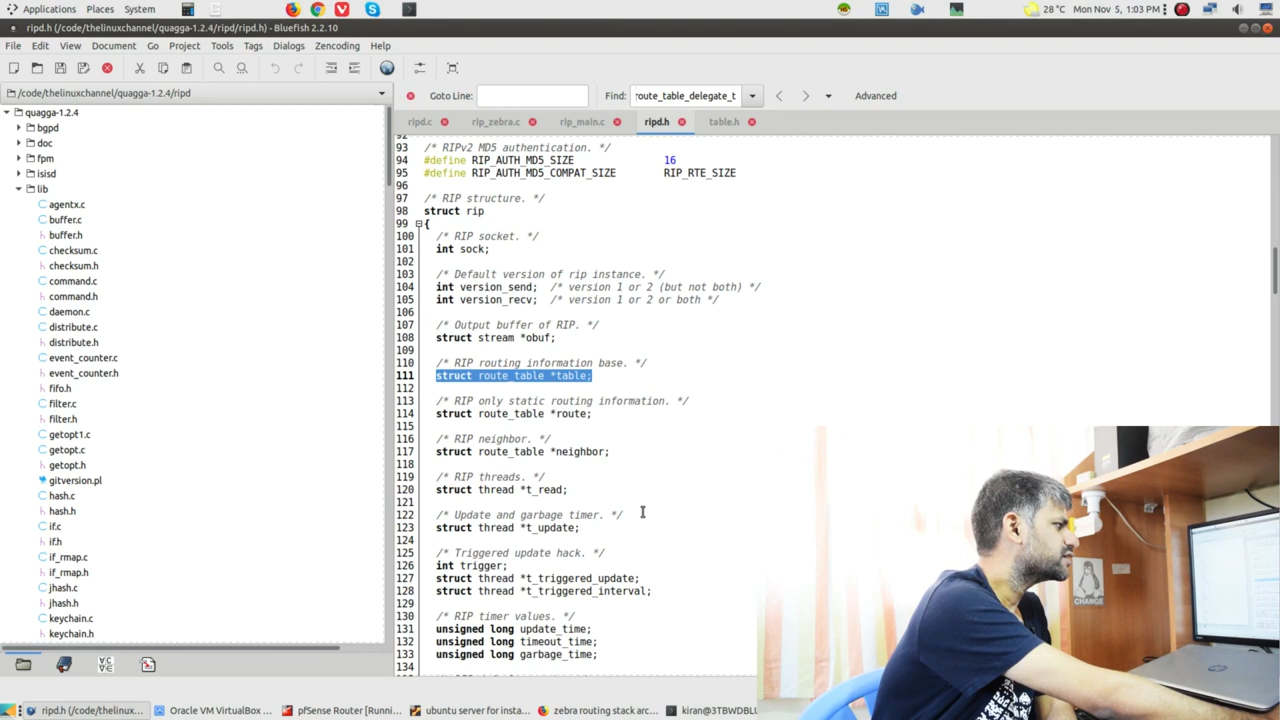 Applications Places System 28 °C Mon Nov 5, 1:03 PM
ripd.h (/code/thelinuxchannel/quagga-1.2.4/ripd/ripd.h) - Bluefish 2.2.10
File Edit View Document Go Project Tools Tags Dialogs Zencoding Help
/code/thelinuxchannel/quagga-1.2.4/ripd
Goto Line: Find: route_table_delegate_t Advanced
ripd.c rip_zebra.c rip_main.c ripd.h table.h
quagga-1.2.4
bgpd
doc
fpm
isisd
lib
agentx.c
buffer.c
buffer.h
checksum.c
checksum.h
command.c
command.h
daemon.c
distribute.c
distribute.h
event_counter.c
event_counter.h
fifo.h
filter.c
filter.h
getopt1.c
getopt.c
getopt.h
gitversion.pl
hash.c
hash.h
if.c
if.h
if_rmap.c
if_rmap.h
jhash.c
jhash.h
keychain.c
keychain.h
92
93 /* RIPv2 MD5 authentication. */
94 #define RIP_AUTH_MD5_SIZE 16
95 #define RIP_AUTH_MD5_COMPAT_SIZE RIP_RTE_SIZE
96
97 /* RIP structure. */
98 struct rip
99 {
100 /* RIP socket. */
101 int sock;
102
103 /* Default version of rip instance. */
104 int version_send; /* version 1 or 2 (but not both) */
105 int version_recv; /* version 1 or 2 or both */
106
107 /* Output buffer of RIP. */
108 struct stream *obuf;
109
110 /* RIP routing information base. */
111 struct route_table *table;
112
113 /* RIP only static routing information. */
114 struct route_table *route;
115
116 /* RIP neighbor. */
117 struct route_table *neighbor;
118
119 /* RIP threads. */
120 struct thread *t_read;
121
122 /* Update and garbage timer. */
123 struct thread *t_update;
124
125 /* Triggered update hack. */
126 int trigger;
127 struct thread *t_triggered_update;
128 struct thread *t_triggered_interval;
129
130 /* RIP timer values. */
131 unsigned long update_time;
132 unsigned long timeout_time;
133 unsigned long garbage_time;
134
CHANGE
ripd.h (/code/thelinux... Oracle VM VirtualBox ... pfSense Router [Runni... ubuntu server for insta... zebra routing stack arc... kiran@3TBWDBLU